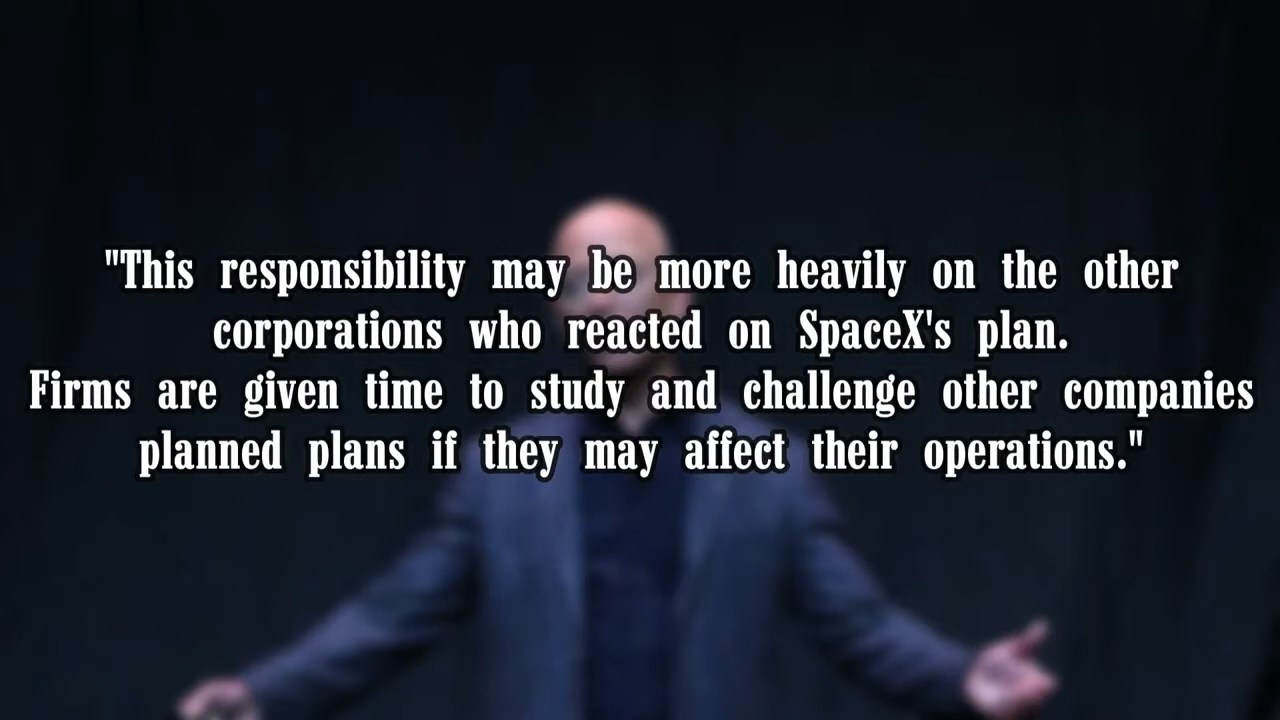 "This responsibility may be more heavily on the other
corporations who reacted on SpaceX's plan.
Firms are given time to study and challenge other companies
planned plans if they may affect their operations."